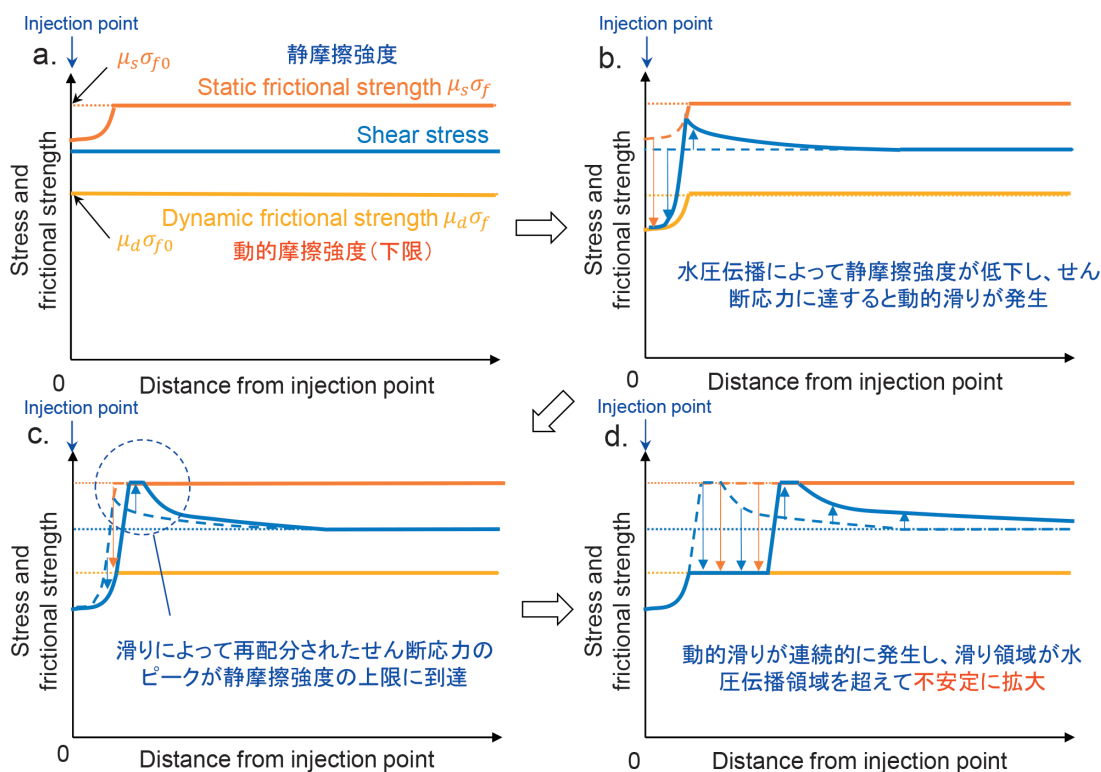 Injection point
a.
μsσf0
静摩擦強度
Static frictional strength μsσf
Shear stress
Dynamic frictional strength μdσf
μdσf0
動的摩擦強度（下限）
Stress and
frictional strength
0
Distance from injection point
Injection point
b.
水圧伝播によって静摩擦強度が低下し、せん
断応力に達すると動的滑りが発生
Stress and
frictional strength
0
Distance from injection point
Injection point
c.
滑りによって再配分されたせん断応力の
ピークが静摩擦強度の上限に到達
Stress and
frictional strength
0
Distance from injection point
Injection point
d.
動的滑りが連続的に発生し、滑り領域が水
圧伝播領域を超えて不安定に拡大
Stress and
frictional strength
0
Distance from injection point